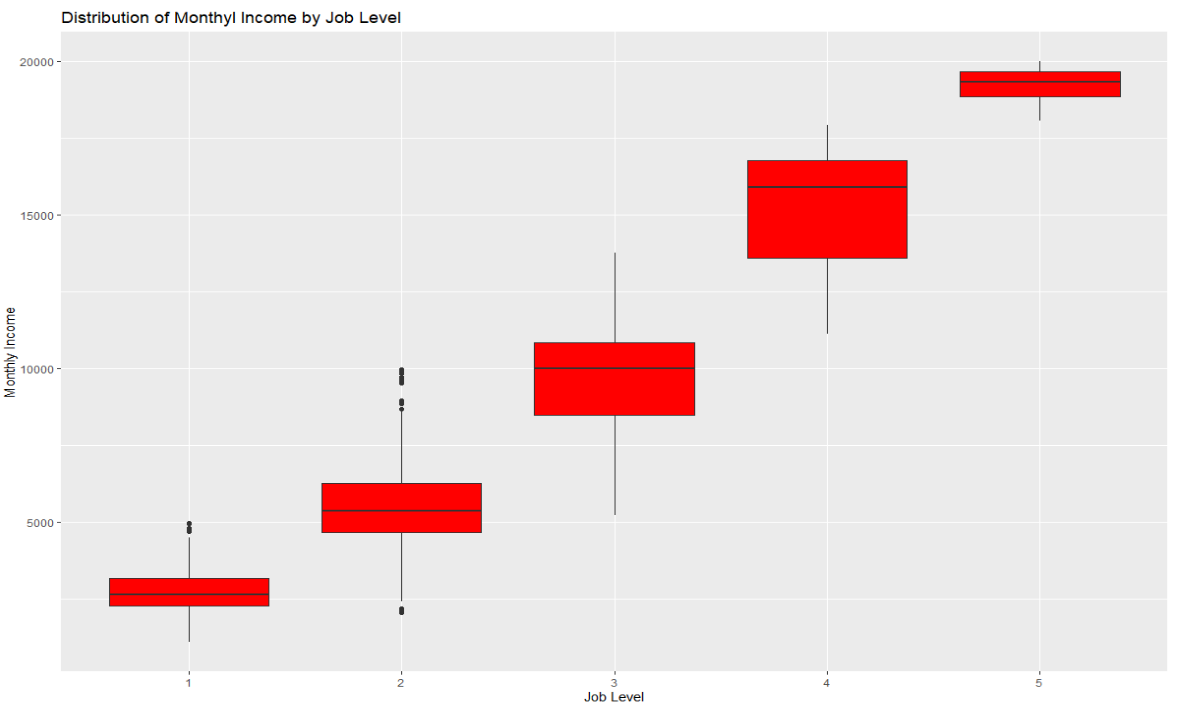 Distribution of Monthyl Income by Job Level
20000
15000
10000
5000
Monthly Income
1 2 3 4 5
Job Level